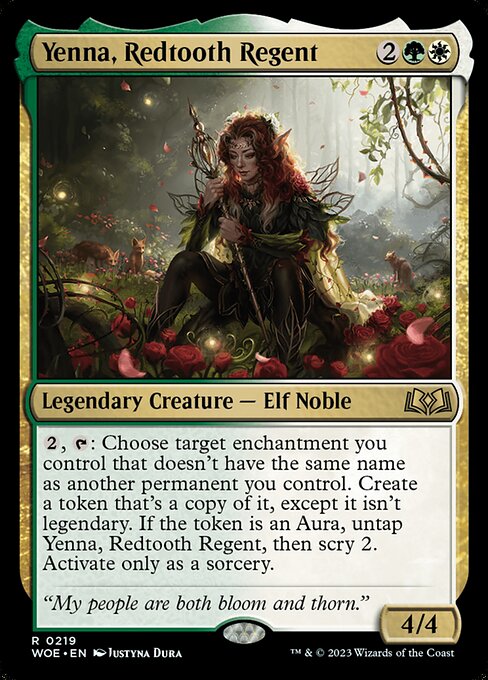 Yenna, Redtooth Regent 2
Legendary Creature — Elf Noble
2, : Choose target enchantment you
control that doesn't have the same name
as another permanent you control. Create
a token that's a copy of it, except it isn't
legendary. If the token is an Aura, untap
Yenna, Redtooth Regent, then scry 2.
Activate only as a sorcery.
“My people are both bloom and thorn.”
4/4
R 0219
WOE • EN Justyna Dura
™ & © 2023 Wizards of the Coast